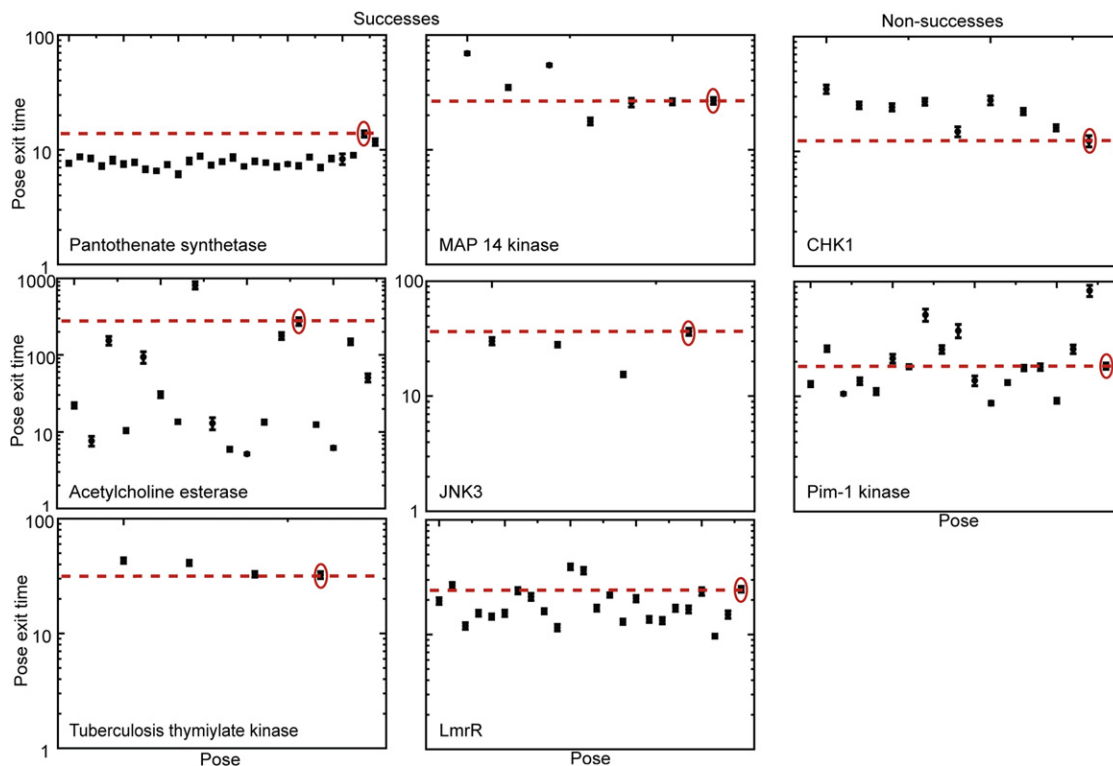 Successes
Non-successes
100
10
1
Pose exit time
Pantothenate synthetase
MAP 14 kinase
CHK1
1000
100
10
1
Pose exit time
Acetylcholine esterase
100
10
1
JNK3
Pim-1 kinase
Pose
100
10
1
Pose exit time
Tuberculosis thymiylate kinase
Pose
LmrR
Pose